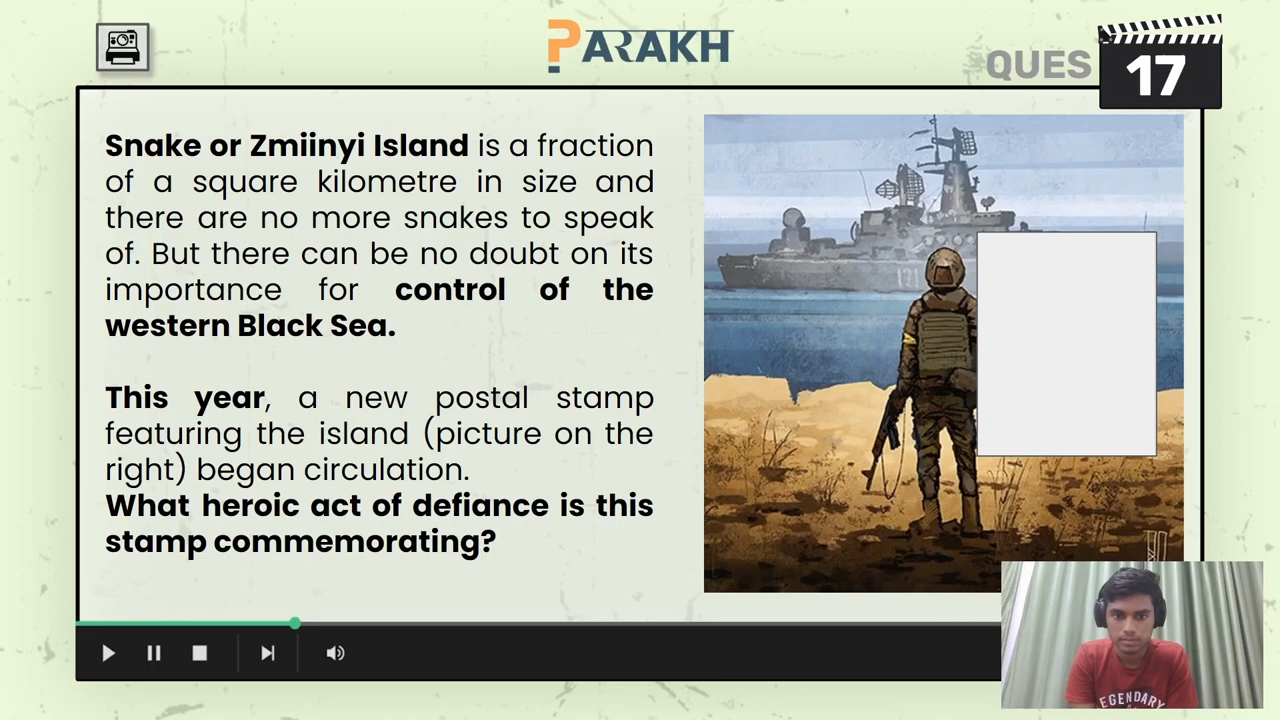 PARAKH
QUES 17
Snake or Zmiinyi Island is a fraction
of a square kilometre in size and
there are no more snakes to speak
of. But there can be no doubt on its
importance for control of the
western Black Sea.
This year, a new postal stamp
featuring the island (picture on the
right) began circulation.
What heroic act of defiance is this
stamp commemorating?
121
EGENDARY